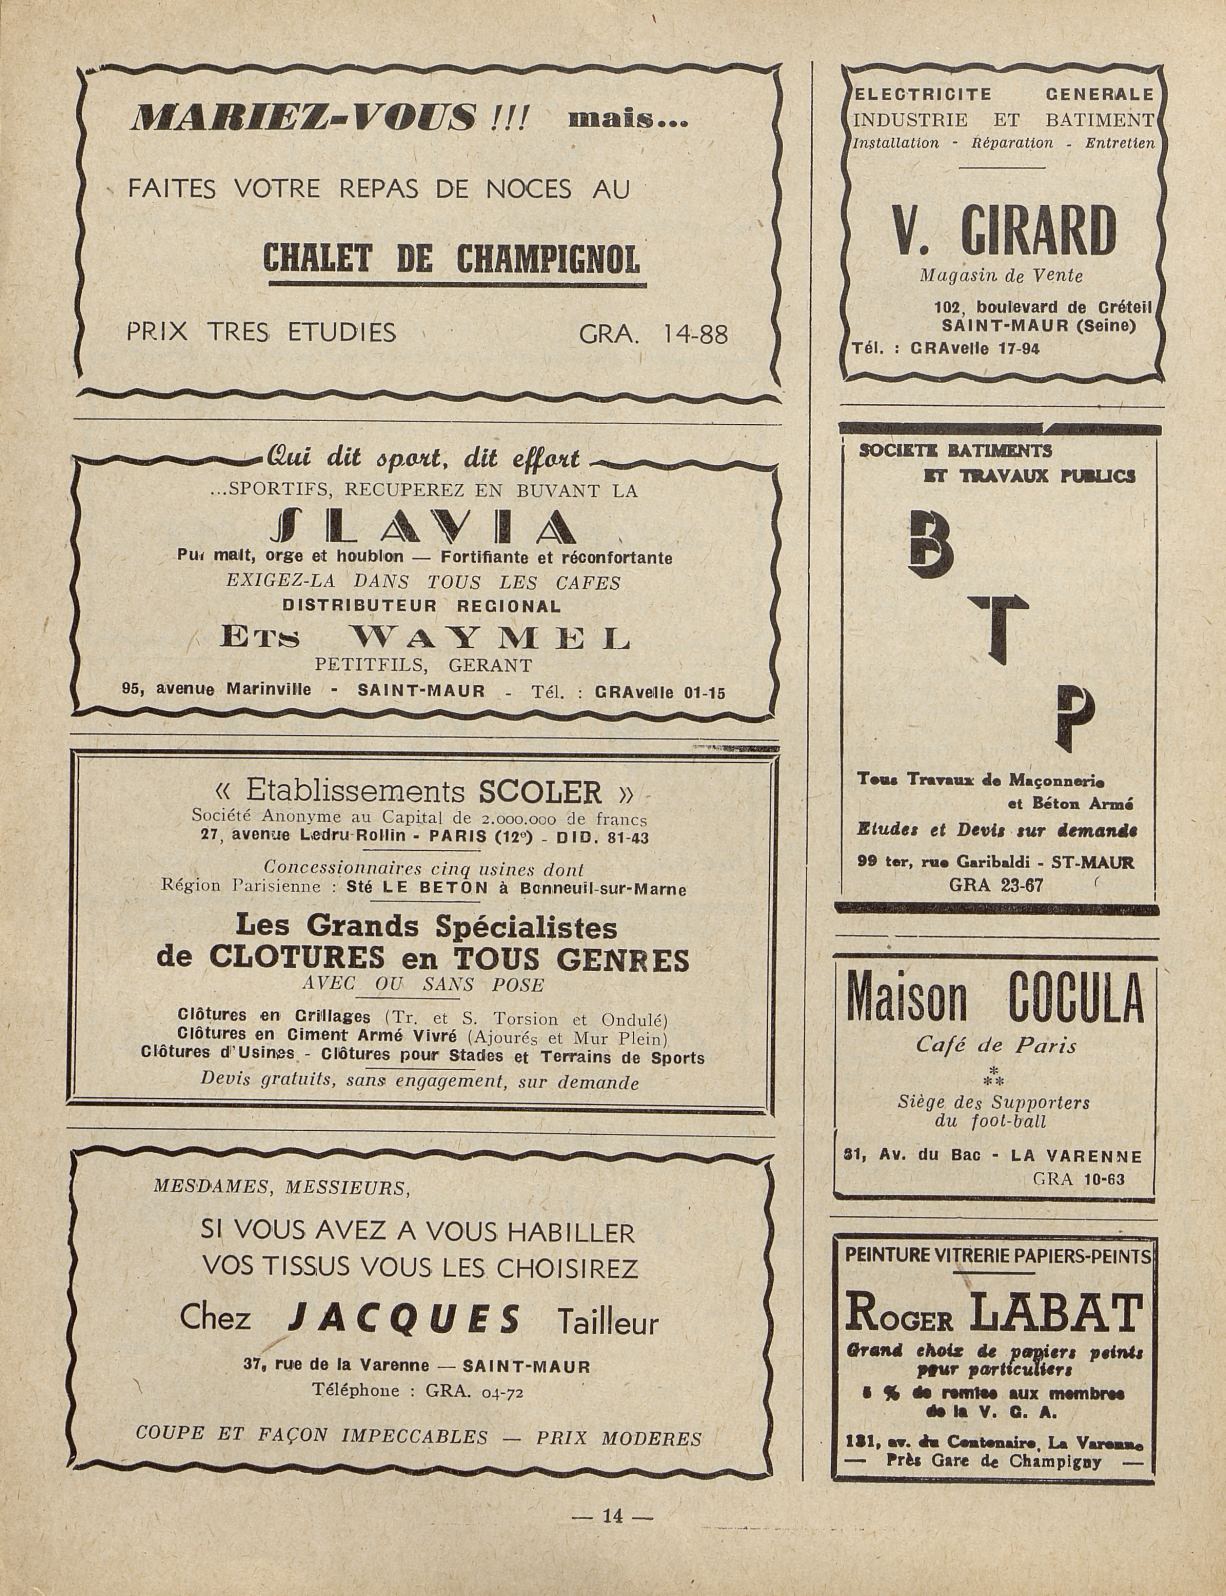 MARIEZ-VOUS !!! mais...
FAITES VOTRE REPAS DE NOCES AU
CHALET DE CHAMPIGNOL
PRIX TRES ETUDIES GRA. 14-88
Qui dit sport, dit effort
...SPORTIFS, RECUPEREZ EN BUVANT LA
SLAVIA
Pur malt, orge et houblon — Fortifiante et réconfortante
EXIGEZ-LA DANS TOUS LES CAFES
DISTRIBUTEUR REGIONAL
Ets WAYMEL
PETITFILS, GERANT
95, avenue Marinville - SAINT-MAUR - Tél. : GRAvelle 01-15
« Etablissements SCOLER »
Société Anonyme au Capital de 2.000.000 de francs
27, avenue Ledru-Rollin - PARIS (12e) - DID. 81-43
Concessionnaires cinq usines dont
Région Parisienne : Sté LE BETON à Bonneuil-sur-Marne
Les Grands Spécialistes
de CLOTURES en TOUS GENRES
AVEC OU SANS POSE
Clôtures en Grillages (Tr. et S. Torsion et Ondulé)
Clôtures en Ciment Armé Vivré (Ajourés et Mur Plein)
Clôtures d'Usines - Clôtures pour Stades et Terrains de Sports
Devis gratuits, sans engagement, sur demande
MESDAMES, MESSIEURS,
SI VOUS AVEZ A VOUS HABILLER
VOS TISSUS VOUS LES CHOISIREZ
Chez JACQUES Tailleur
37, rue de la Varenne — SAINT-MAUR
Téléphone : GRA. 04-72
COUPE ET FAÇON IMPECCABLES — PRIX MODERES
ELECTRICITE GENERALE
INDUSTRIE ET BATIMENT
Installation - Réparation - Entretien
V. GIRARD
Magasin de Vente
102, boulevard de Créteil
SAINT-MAUR (Seine)
Tél. : GRAvelle 17-94
SOCIETE BATIMENTS
ET TRAVAUX PUBLICS
B
T
P
Tous Travaux de Maçonnerie
et Béton Armé
Etudes et Devis sur demande
99 ter, rue Garibaldi - ST-MAUR
GRA 23-67
Maison COCULA
Café de Paris
*
**
Siège des Supporters
du foot-ball
31, Av. du Bac - LA VARENNE
GRA 10-63
PEINTURE VITRERIE PAPIERS-PEINTS
ROGER LABAT
Grand choix de papiers peints
pour particuliers
5 % de remise aux membres
de la V. G. A.
131, av. du Centenaire, La Varenne
— Près Gare de Champigny —
— 14 —